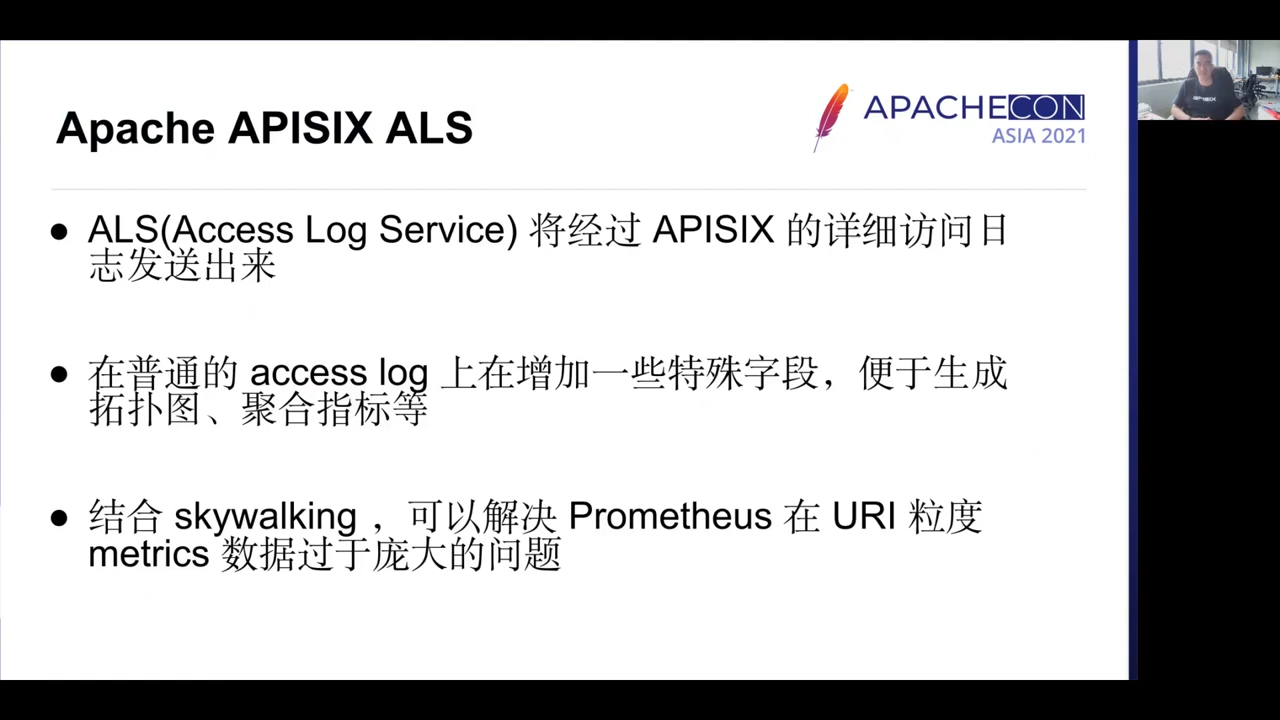 Apache APISIX ALS
APACHECON
ASIA 2021
● ALS(Access Log Service) 将经过 APISIX 的详细访问日
志发送出来
● 在普通的 access log 上在增加一些特殊字段，便于生成
拓扑图、聚合指标等
● 结合 skywalking ，可以解决 Prometheus 在 URI 粒度
metrics 数据过于庞大的问题
APISIX